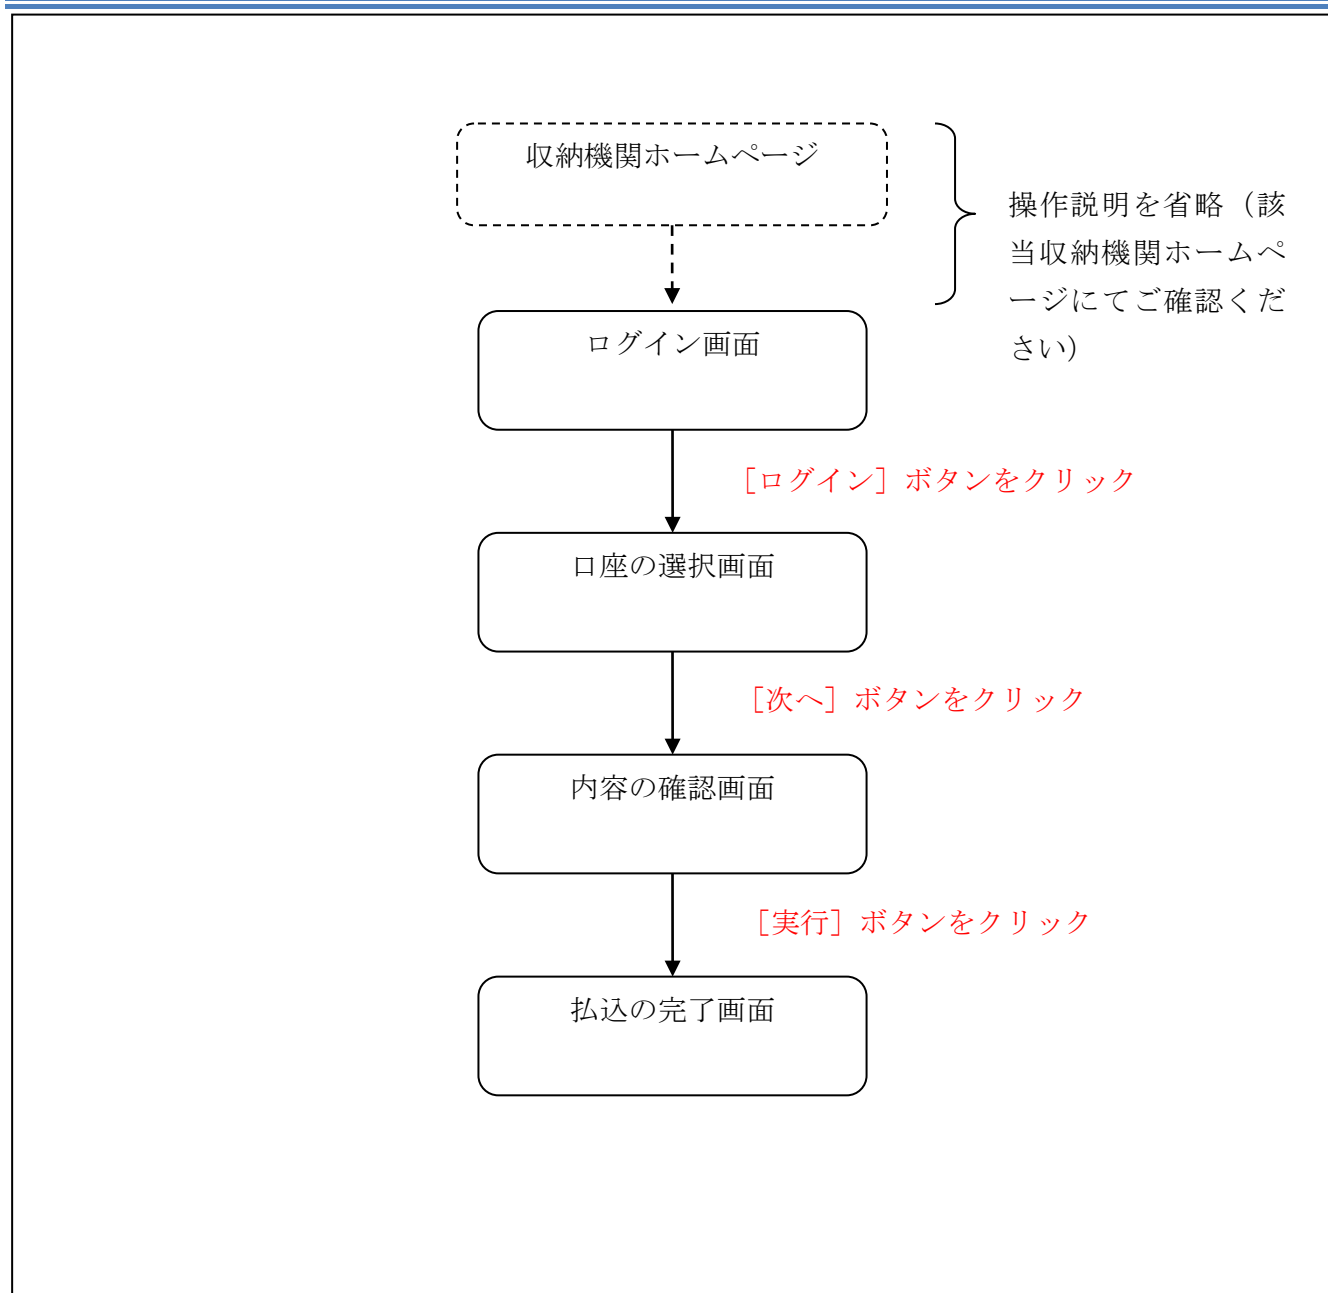 収納機関ホームページ
操作説明を省略（該
当収納機関ホームペ
ージにてご確認くだ
さい）
ログイン画面
［ログイン］ボタンをクリック
口座の選択画面
［次へ］ボタンをクリック
内容の確認画面
［実行］ボタンをクリック
払込の完了画面